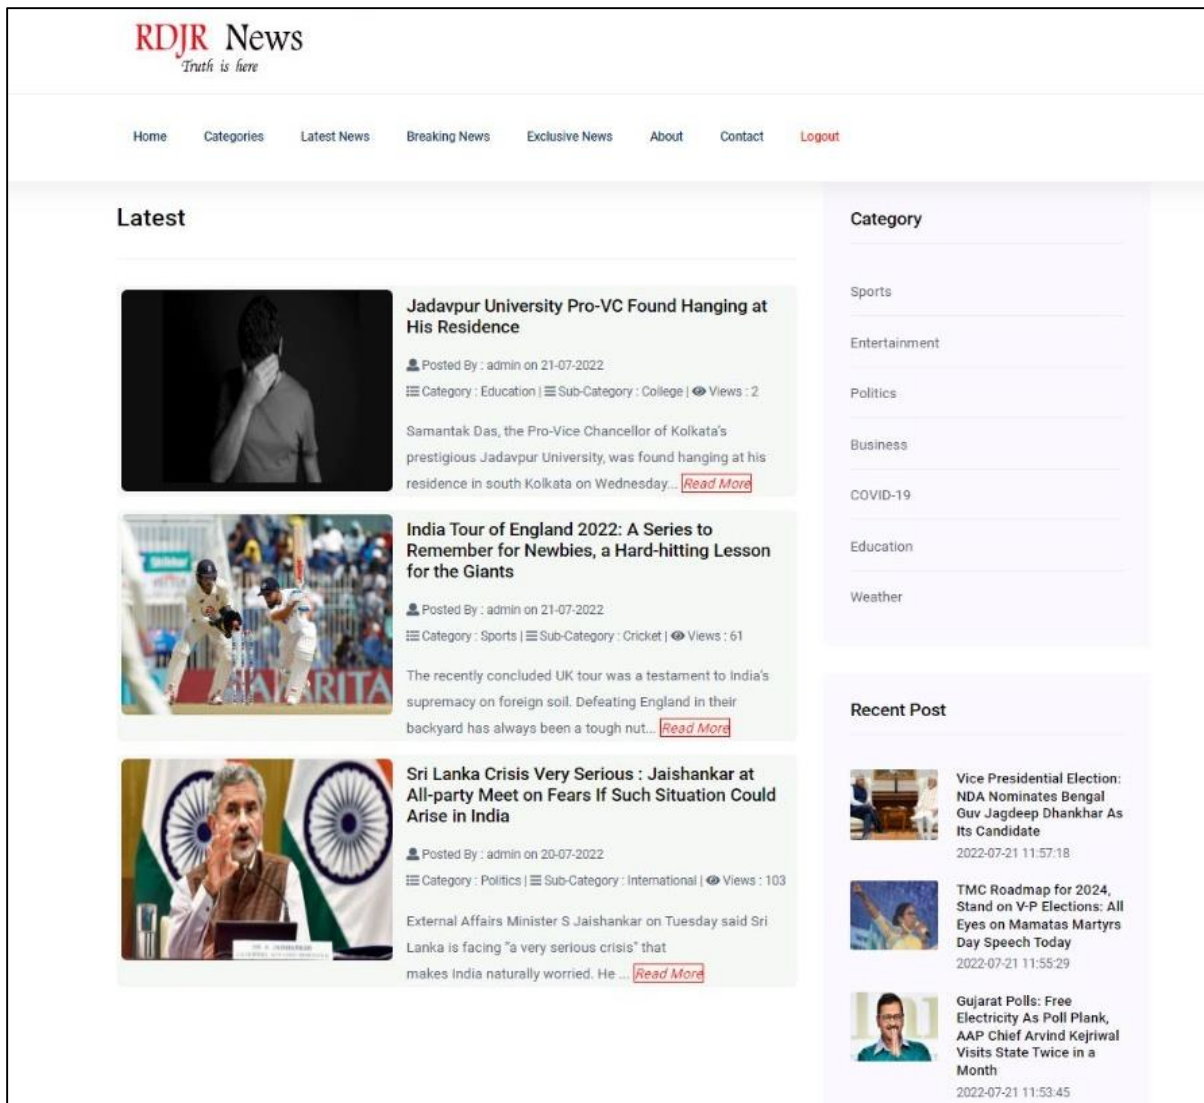 RDJR News
Truth is here
Home Categories Latest News Breaking News Exclusive News About Contact Logout
Latest
Jadavpur University Pro-VC Found Hanging at
His Residence
Posted By : admin on 21-07-2022
Category : Education | Sub-Category : College | Views : 2
Samantak Das, the Pro-Vice Chancellor of Kolkata's
prestigious Jadavpur University, was found hanging at his
residence in south Kolkata on Wednesday... Read More
India Tour of England 2022: A Series to
Remember for Newbies, a Hard-hitting Lesson
for the Giants
Posted By : admin on 21-07-2022
Category : Sports | Sub-Category : Cricket | Views : 61
The recently concluded UK tour was a testament to India's
supremacy on foreign soil. Defeating England in their
backyard has always been a tough nut... Read More
Sri Lanka Crisis Very Serious : Jaishankar at
All-party Meet on Fears If Such Situation Could
Arise in India
Posted By : admin on 20-07-2022
Category : Politics | Sub-Category : International | Views : 103
External Affairs Minister S Jaishankar on Tuesday said Sri
Lanka is facing "a very serious crisis" that
makes India naturally worried. He ... Read More
Category
Sports
Entertainment
Politics
Business
COVID-19
Education
Weather
Recent Post
Vice Presidential Election:
NDA Nominates Bengal
Guv Jagdeep Dhankhar As
Its Candidate
2022-07-21 11:57:18
TMC Roadmap for 2024,
Stand on V-P Elections: All
Eyes on Mamatas Martyrs
Day Speech Today
2022-07-21 11:55:29
Gujarat Polls: Free
Electricity As Poll Plank,
AAP Chief Arvind Kejriwal
Visits State Twice in a
Month
2022-07-21 11:53:45